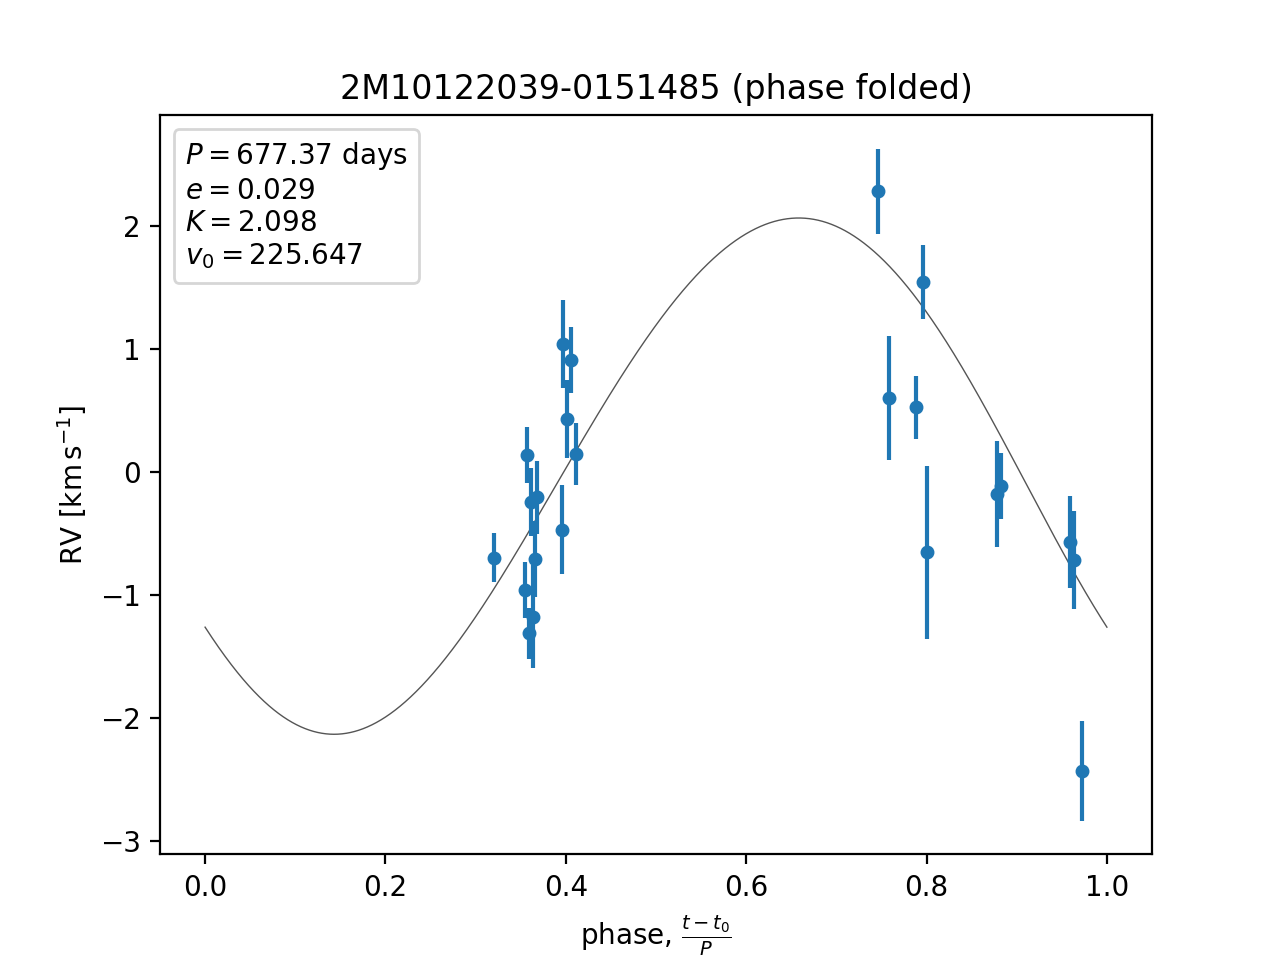 2M10122039-0151485 (phase folded)
P = 677.37 days
e = 0.029
K = 2.098
v₀ = 225.647
RV [km s⁻¹]
2
1
0
−1
−2
−3
0.0 0.2 0.4 0.6 0.8 1.0
phase, (t − t₀)/P